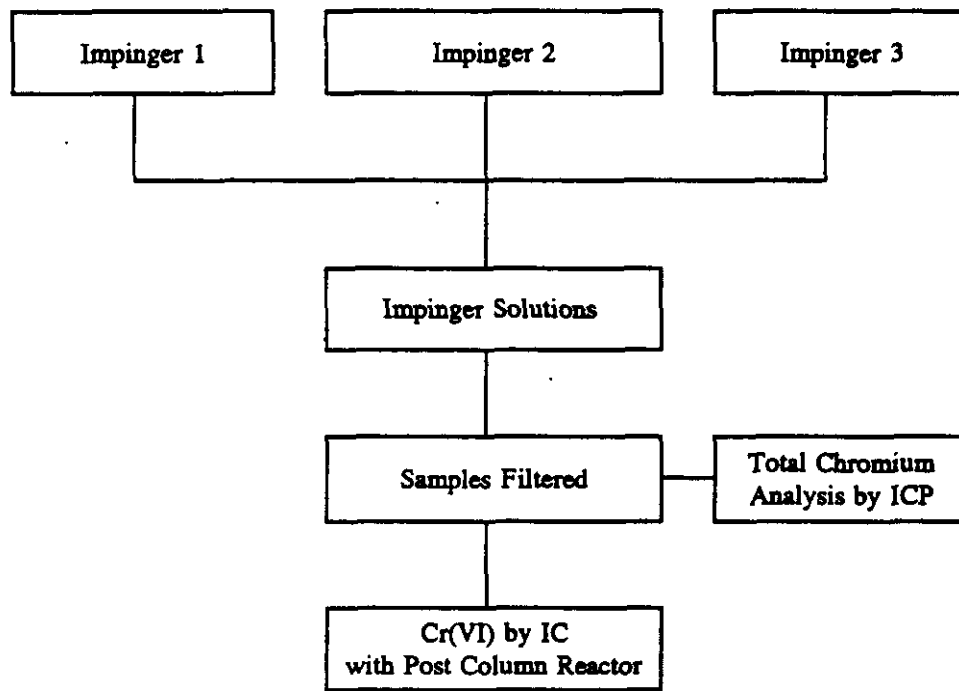 Impinger 1
Impinger 2
Impinger 3
Impinger Solutions
Samples Filtered
Total Chromium
Analysis by ICP
Cr(VI) by IC
with Post Column Reactor